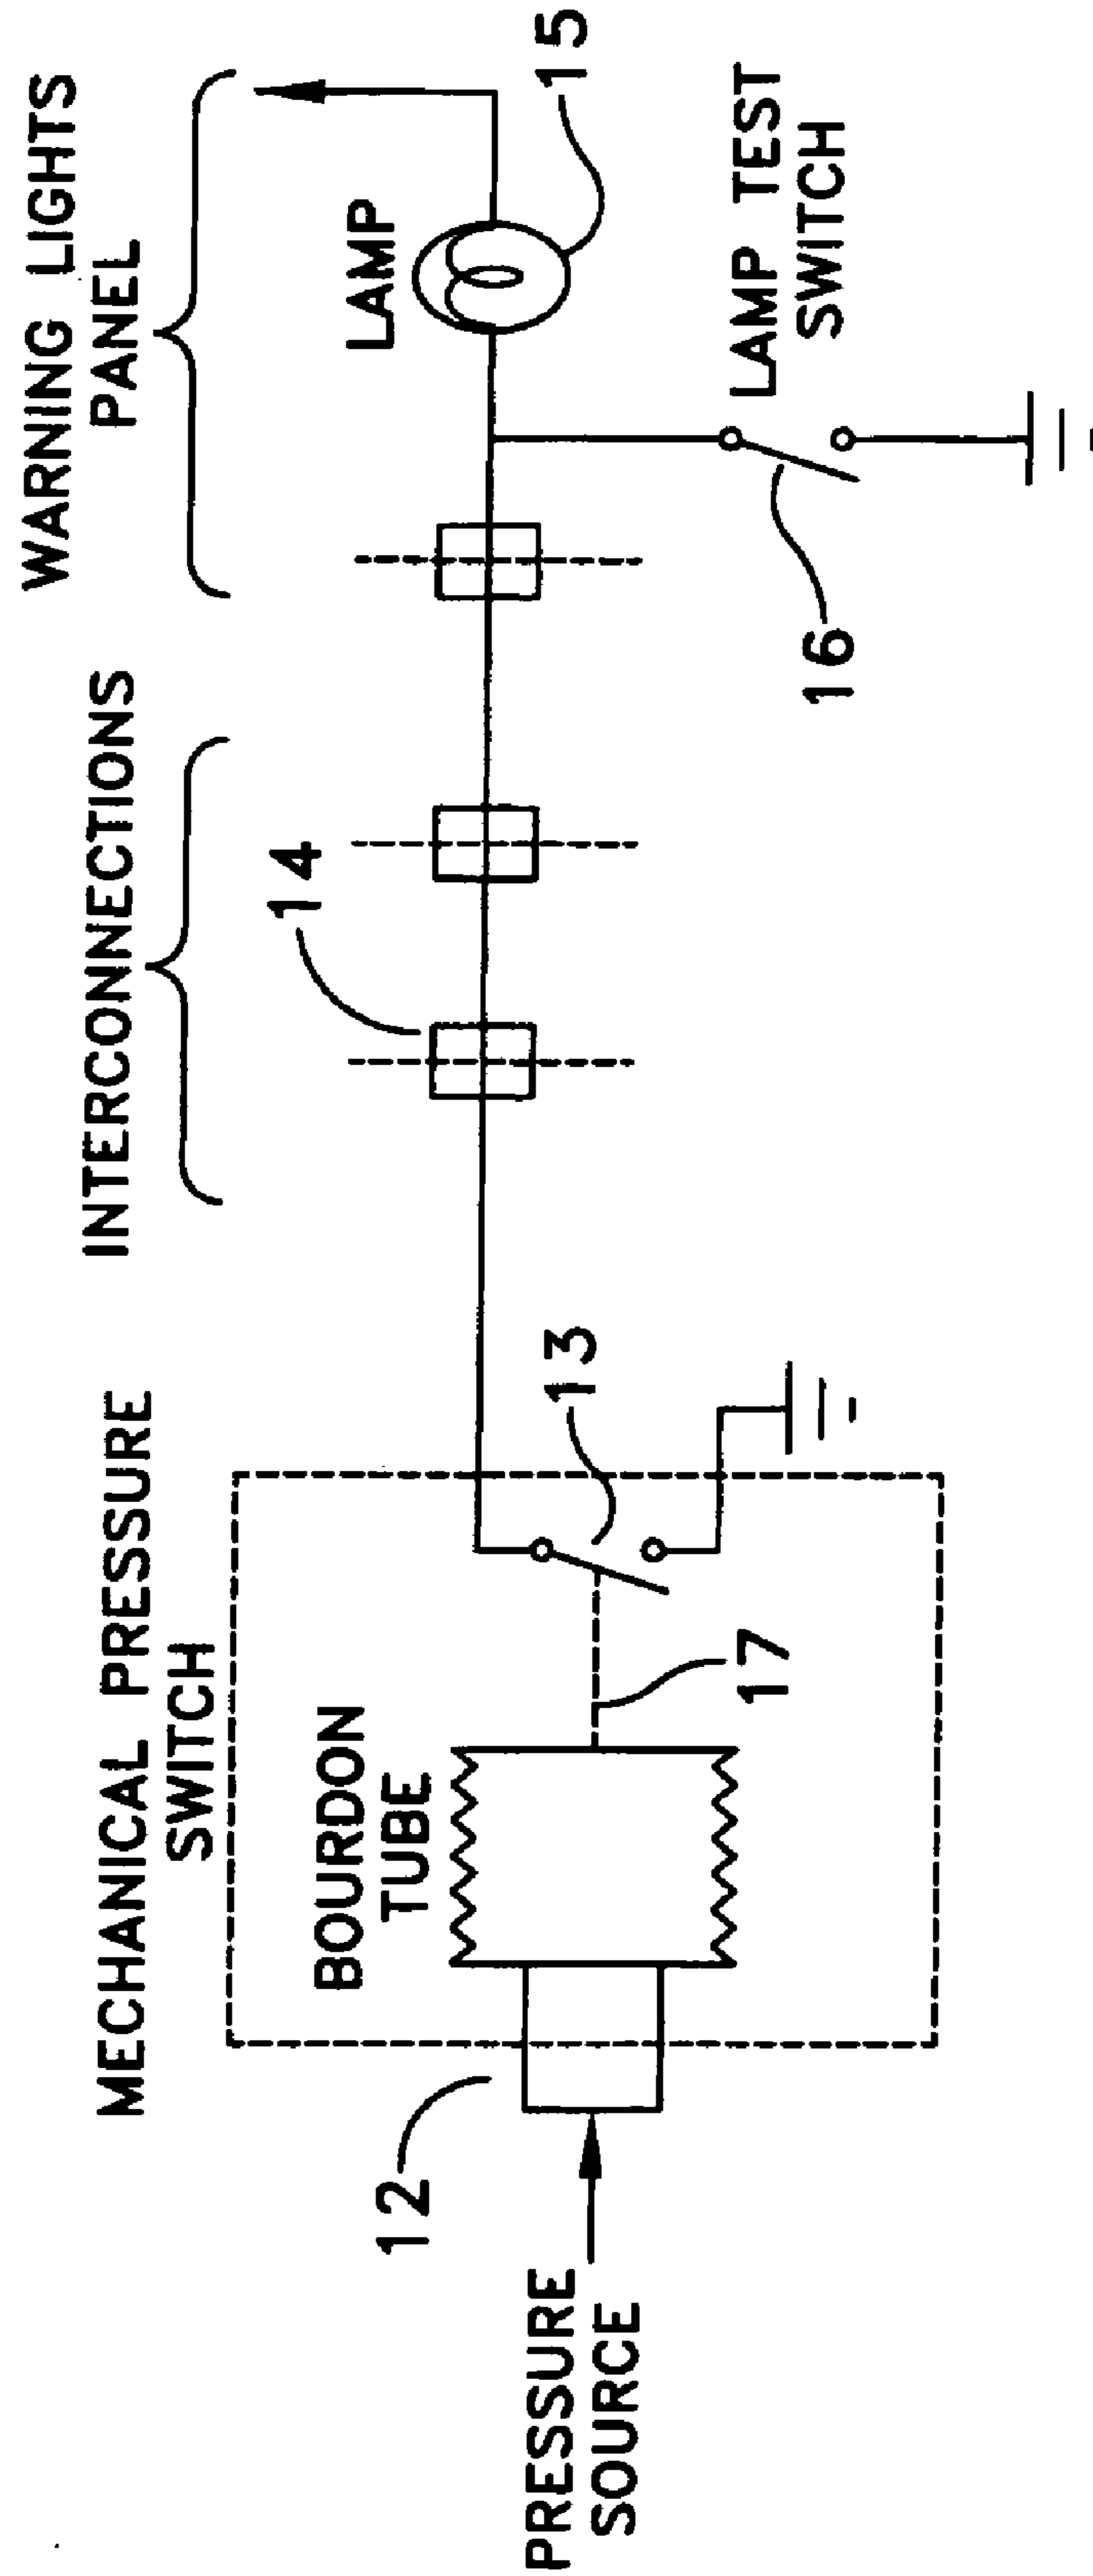 MECHANICAL PRESSURE
SWITCH
INTERCONNECTIONS
WARNING LIGHTS
PANEL
BOURDON
TUBE
14
LAMP
12
13
15
PRESSURE
SOURCE
17
16
LAMP TEST
SWITCH